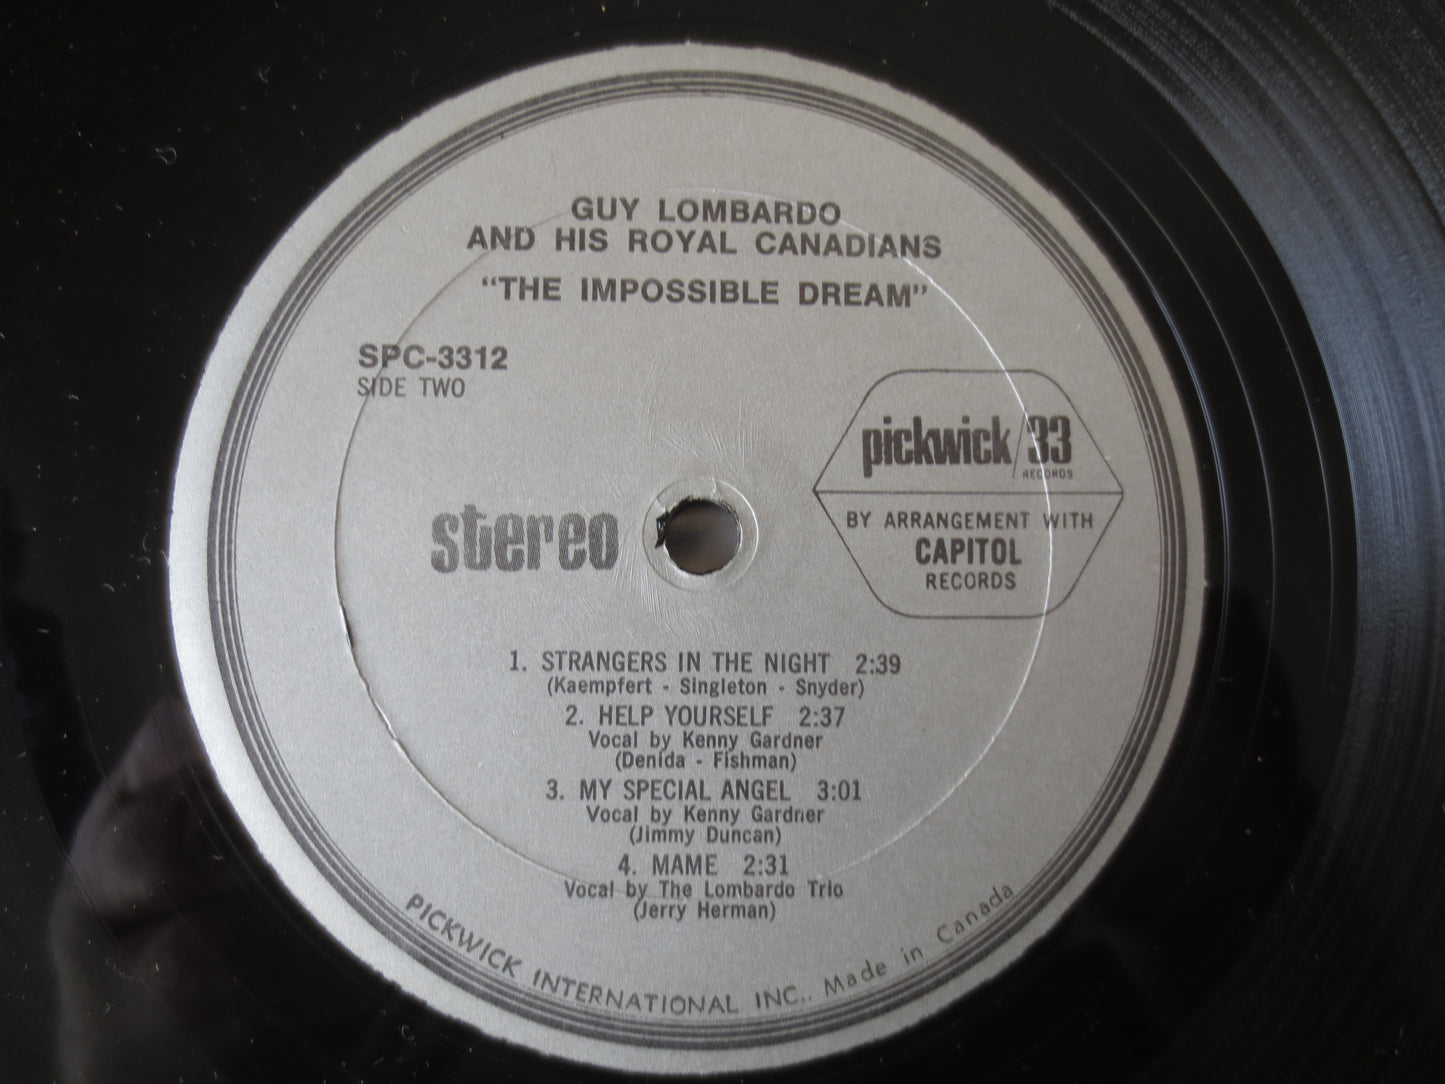 GUY LOMBARDO
AND HIS ROYAL CANADIANS
“THE IMPOSSIBLE DREAM”
SPC-3312
SIDE TWO
pickwick/33
RECORDS
BY ARRANGEMENT WITH
CAPITOL
RECORDS
stereo
1. STRANGERS IN THE NIGHT 2:39
(Kaempfert - Singleton - Snyder)
2. HELP YOURSELF 2:37
Vocal by Kenny Gardner
(Denida - Fishman)
3. MY SPECIAL ANGEL 3:01
Vocal by Kenny Gardner
(Jimmy Duncan)
4. MAME 2:31
Vocal by The Lombardo Trio
(Jerry Herman)
PICKWICK INTERNATIONAL INC., Made in Canada